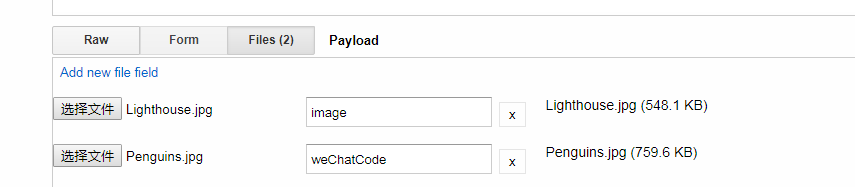 Raw Form Files (2) Payload
Add new file field
选择文件 Lighthouse.jpg image x Lighthouse.jpg (548.1 KB)
选择文件 Penguins.jpg weChatCode x Penguins.jpg (759.6 KB)